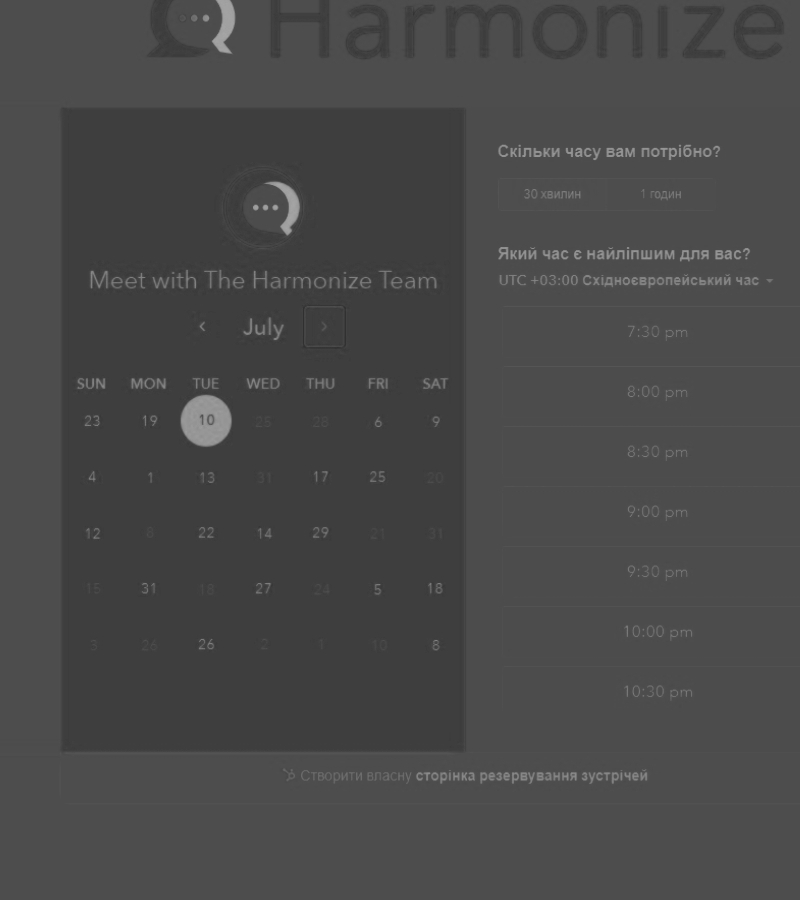 Harmonize
Meet with The Harmonize Team
July
SUN MON TUE WED THU FRI SAT
23 19 10 25 28 6 9
4 1 13 31 17 25 20
12 8 22 14 29 21 31
15 31 18 27 24 5 18
3 26 26 2 1 10 8
Скільки часу вам потрібно?
30 хвилин 1 годин
Який час є найліпшим для вас?
UTC +03:00 Східноєвропейський час
7:30 pm
8:00 pm
8:30 pm
9:00 pm
9:30 pm
10:00 pm
10:30 pm
Створити власну сторінка резервування зустрічей